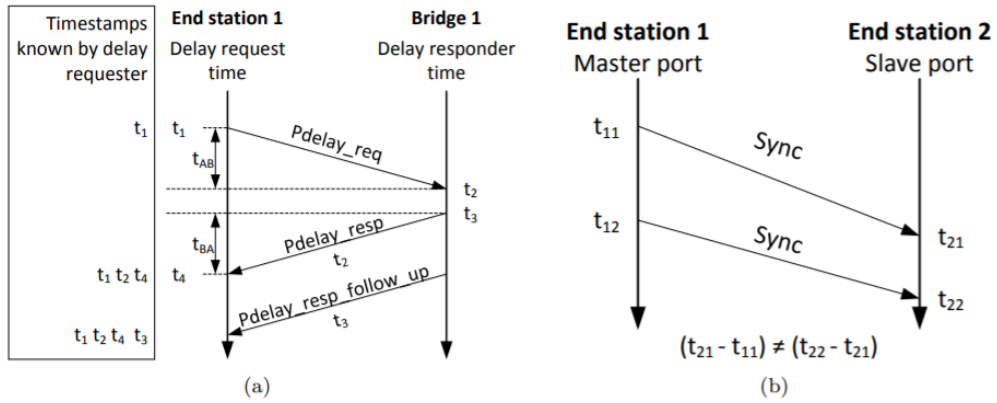 Timestamps
known by delay
requester
End station 1
Delay request
time
Bridge 1
Delay responder
time
t₁
t₁
t_AB
Pdelay_req
t₂
t₃
t_BA
Pdelay_resp
t₂
t₁ t₂ t₄
t₄
Pdelay_resp_follow_up
t₃
t₁ t₂ t₄ t₃
(a)
End station 1
Master port
End station 2
Slave port
t₁₁
Sync
t₁₂
Sync
t₂₁
t₂₂
(t₂₁ - t₁₁) ≠ (t₂₂ - t₂₁)
(b)